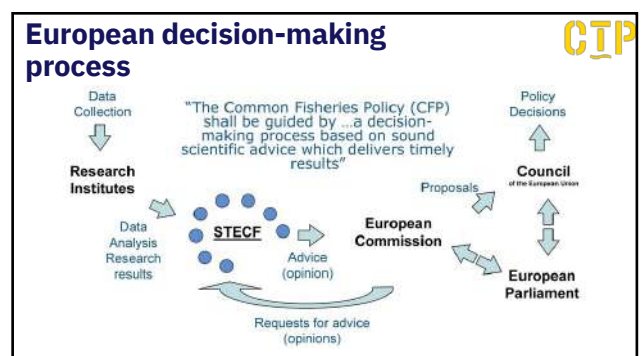 European decision-making
process
CTP
Data
Collection
"The Common Fisheries Policy (CFP)
shall be guided by ...a decision-
making process based on sound
scientific advice which delivers timely
results"
Policy
Decisions
Research
Institutes
Proposals
Council
of the European Union
Data
Analysis
Research
results
STECF
Advice
(opinion)
European
Commission
European
Parliament
Requests for advice
(opinions)